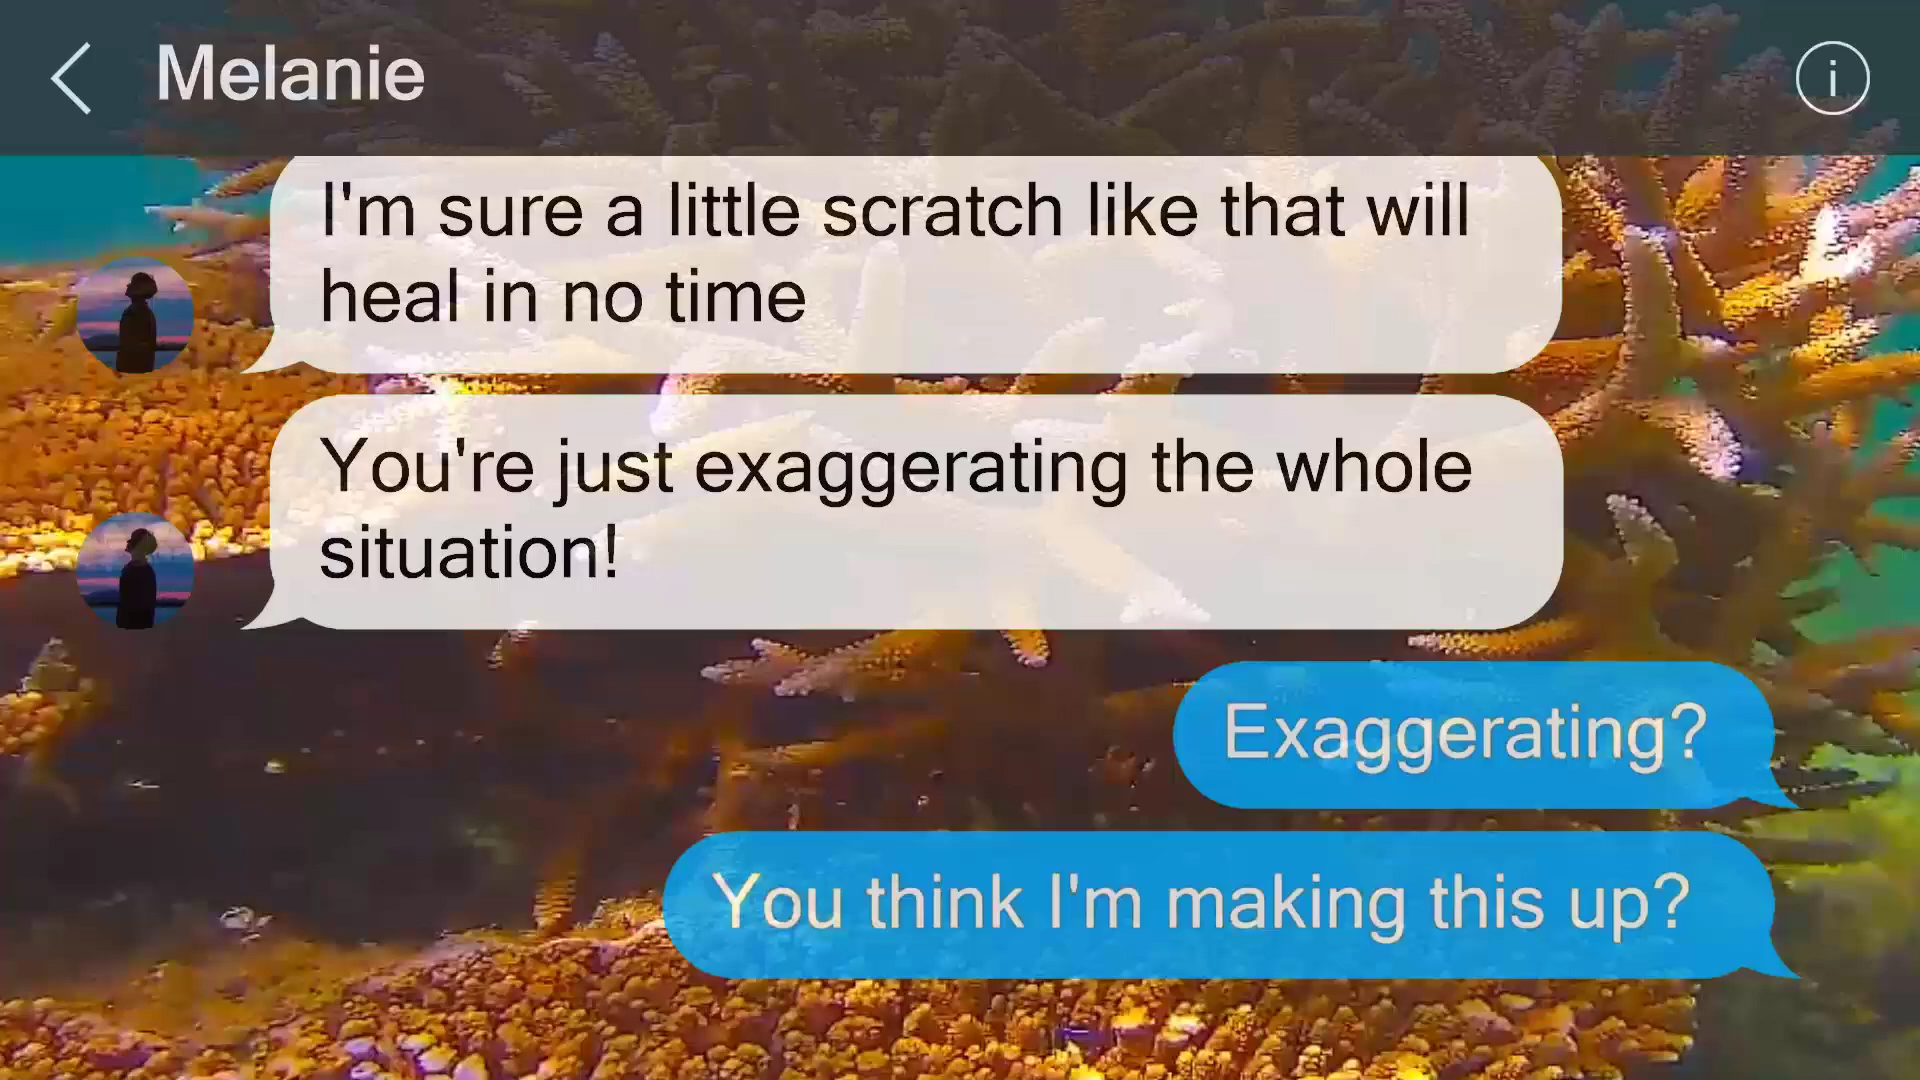 Melanie
I'm sure a little scratch like that will
heal in no time
You're just exaggerating the whole
situation!
Exaggerating?
You think I'm making this up?